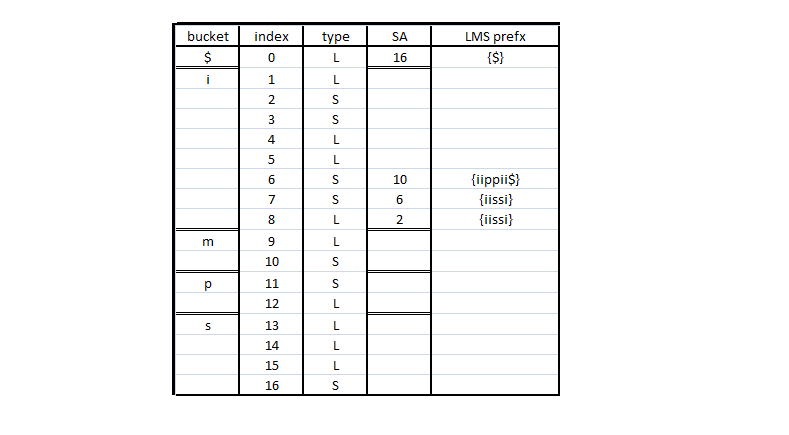 bucket index type SA LMS prefx
$ 0 L 16 {$}
i 1 L
2 S
3 S
4 L
5 L
6 S 10 {iippii$}
7 S 6 {iissi}
8 L 2 {iissi}
m 9 L
10 S
p 11 S
12 L
s 13 L
14 L
15 L
16 S